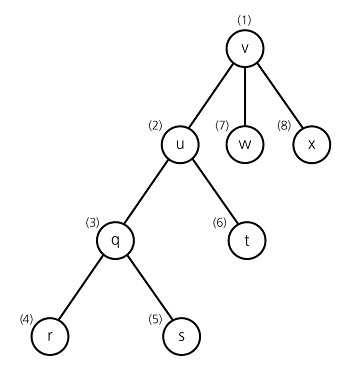 (1)
v
(2) u
(7) w
(8) x
(3) q
(6) t
(4) r
(5) s